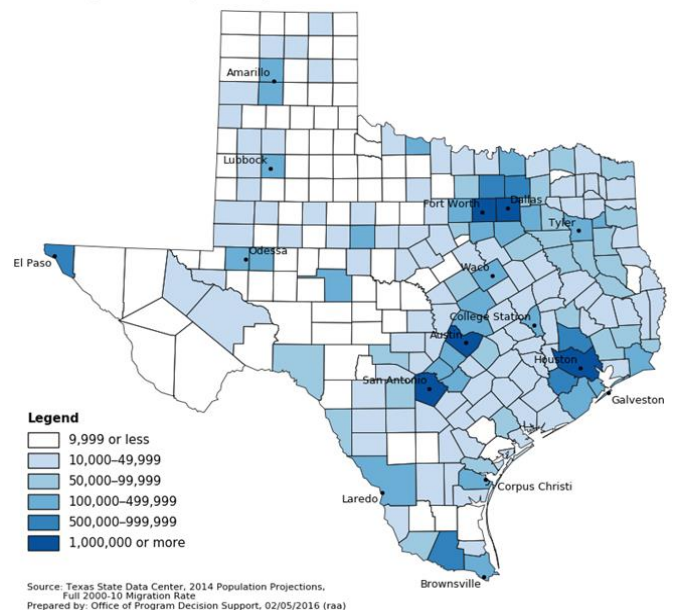 Amarillo
Lubbock
Fort Worth
Dallas
Tyler
El Paso
Odessa
Waco
College Station
Austin
Houston
San Antonio
Galveston
Legend
9,999 or less
10,000–49,999
50,000–99,999
100,000–499,999
500,000–999,999
1,000,000 or more
Corpus Christi
Laredo
Brownsville
Source: Texas State Data Center, 2014 Population Projections,
Full 2000-10 Migration Rate
Prepared by: Office of Program Decision Support, 02/05/2016 (raa)